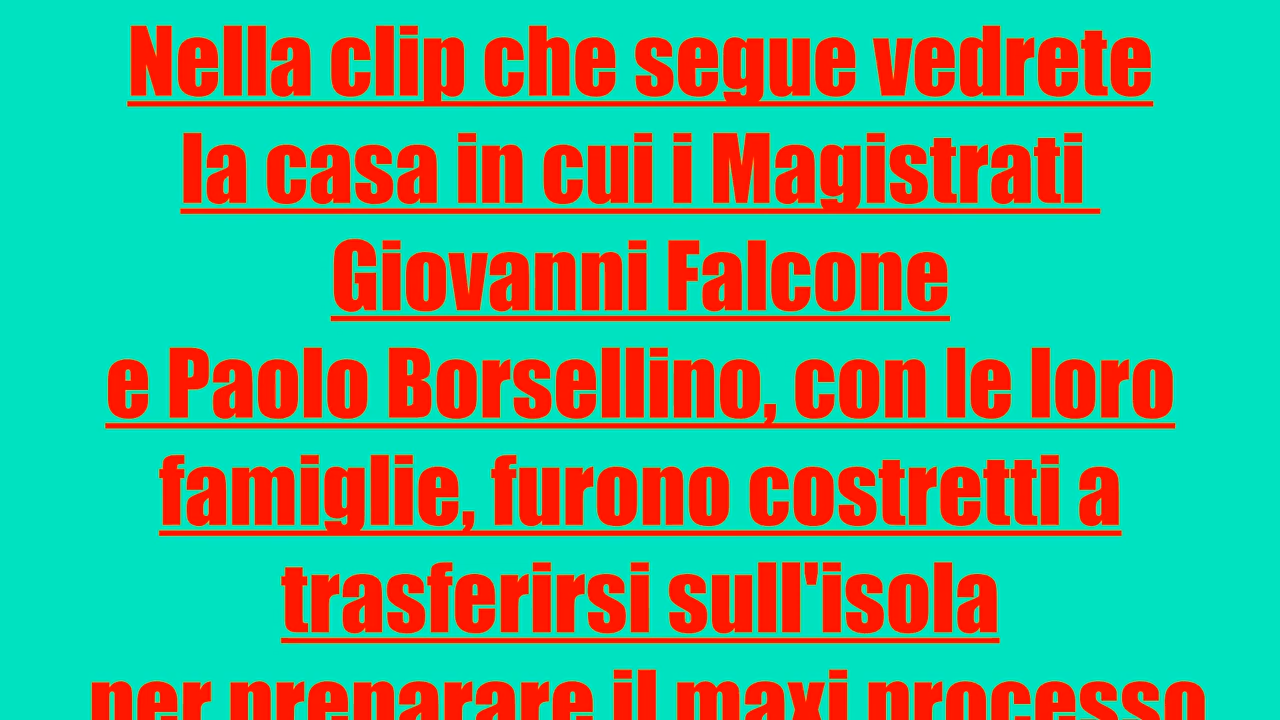 Nella clip che segue vedrete
la casa in cui i Magistrati
Giovanni Falcone
e Paolo Borsellino, con le loro
famiglie, furono costretti a
trasferirsi sull'isola
per preparare il maxi processo